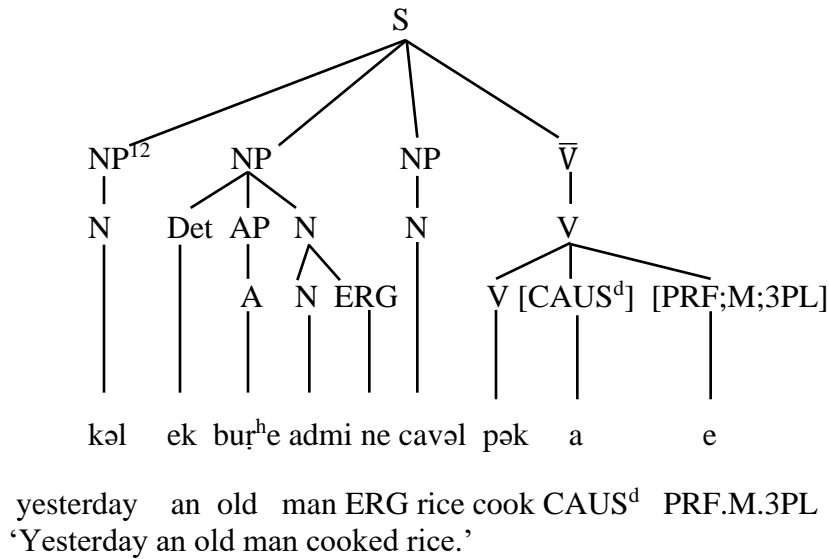 S
NP¹² NP NP V̅
N Det AP N N V
A N ERG V [CAUSᵈ] [PRF;M;3PL]
kəl ek buṛʰe admi ne cavəl pək a e
yesterday an old man ERG rice cook CAUSᵈ PRF.M.3PL
‘Yesterday an old man cooked rice.’